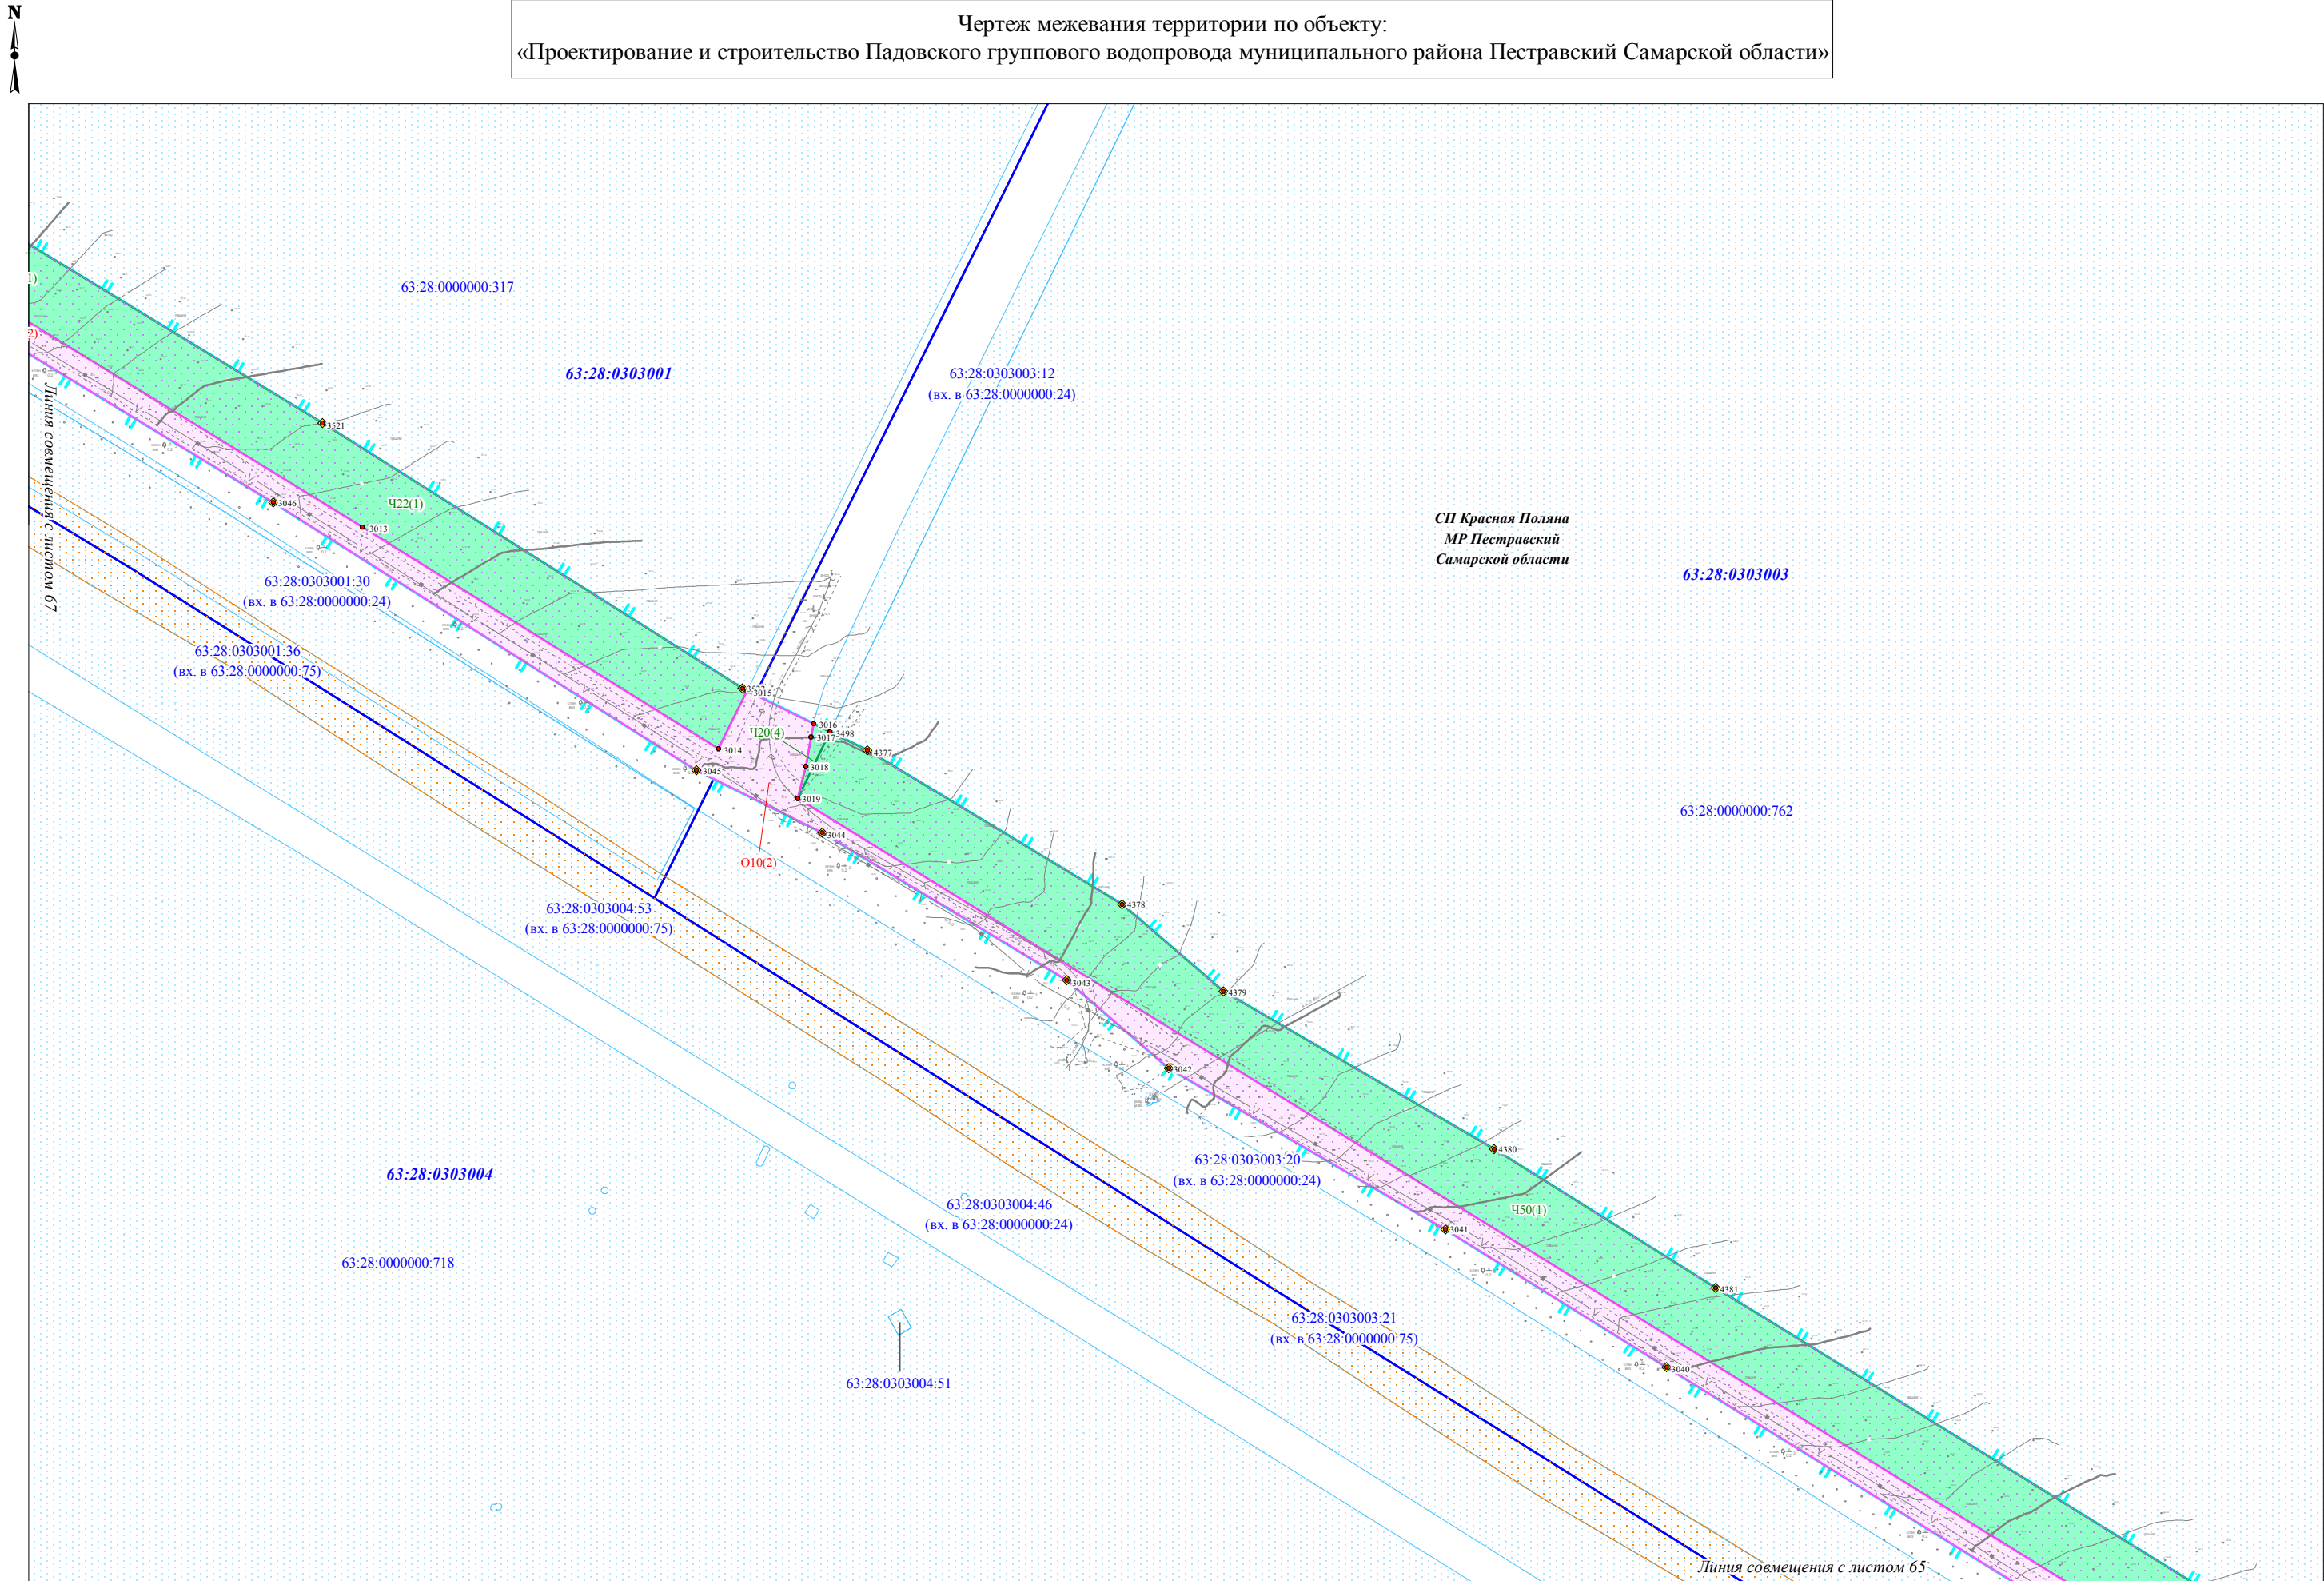 N
Чертеж межевания территории по объекту:
«Проектирование и строительство Падовского группового водопровода муниципального района Пестравский Самарской области»
63:28:0000000:317
1)
2)
63:28:0303001
63:28:0303003:12
(вх. в 63:28:0000000:24)
Линия совмещения с листом 67
3521
3046
Ч22(1)
3013
СП Красная Поляна
МР Пестравский
Самарской области
63:28:0303003
63:28:0303001:30
(вх. в 63:28:0000000:24)
63:28:0303001:36
(вх. в 63:28:0000000:75)
3015
3016
3498
3017
Ч20(4)
3014
4377
3018
3045
3019
63:28:0000000:762
3044
О10(2)
63:28:0303004:53
(вх. в 63:28:0000000:75)
4378
3043
4379
3042
4380
63:28:0303003:20
(вх. в 63:28:0000000:24)
63:28:0303004
63:28:0303004:46
(вх. в 63:28:0000000:24)
Ч50(1)
3041
63:28:0000000:718
4381
63:28:0303003:21
(вх. в 63:28:0000000:75)
3040
63:28:0303004:51
Линия совмещения с листом 65